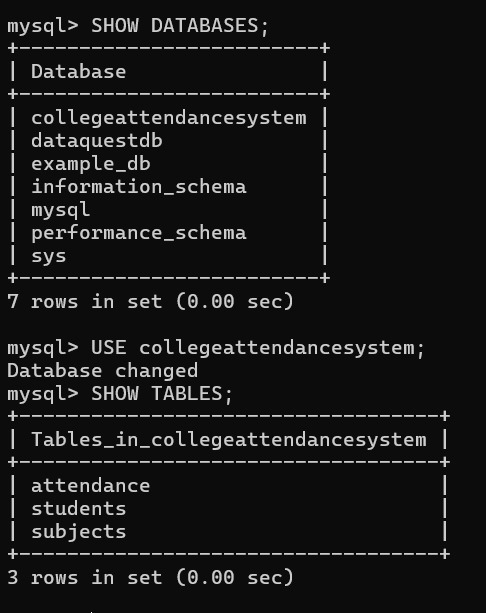 mysql> SHOW DATABASES;
+-------------------------+
| Database                |
+-------------------------+
| collegeattendancesystem |
| dataquestdb             |
| example_db              |
| information_schema      |
| mysql                   |
| performance_schema      |
| sys                     |
+-------------------------+
7 rows in set (0.00 sec)

mysql> USE collegeattendancesystem;
Database changed
mysql> SHOW TABLES;
+-----------------------------------+
| Tables_in_collegeattendancesystem |
+-----------------------------------+
| attendance                        |
| students                          |
| subjects                          |
+-----------------------------------+
3 rows in set (0.00 sec)